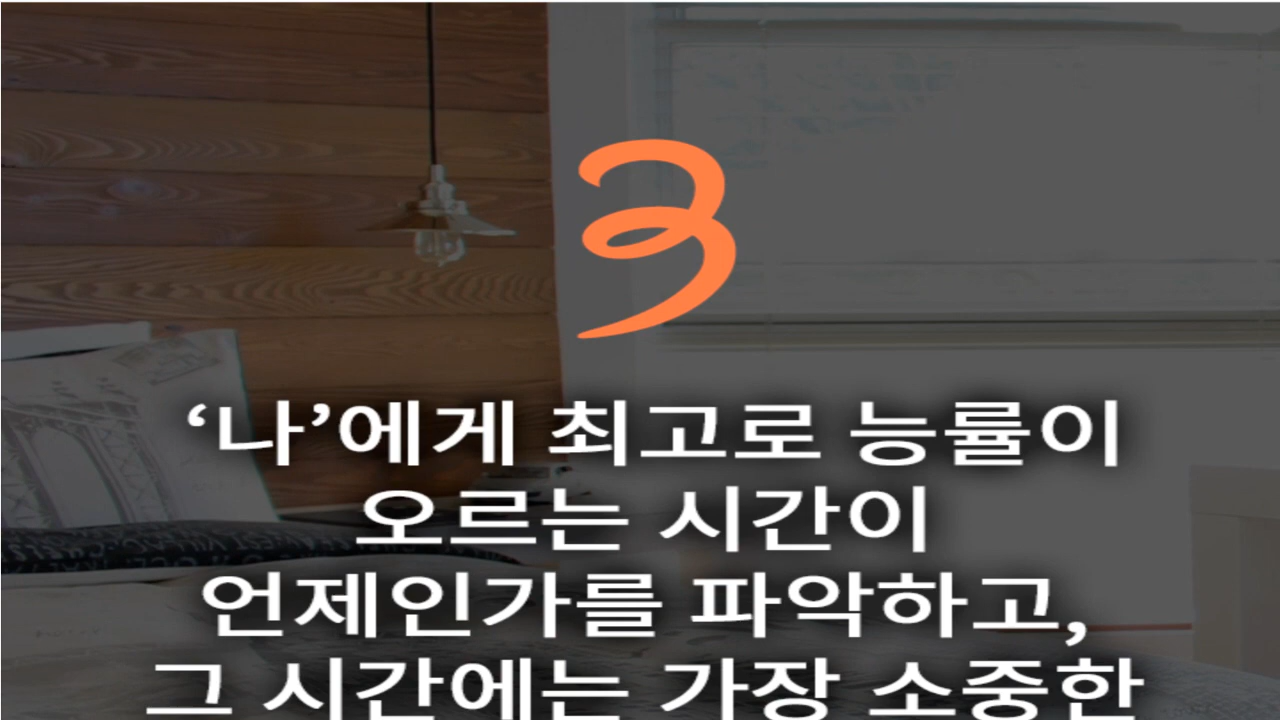 3
‘나’에게 최고로 능률이
오르는 시간이
언제인가를 파악하고,
그 시간에는 가장 소중한